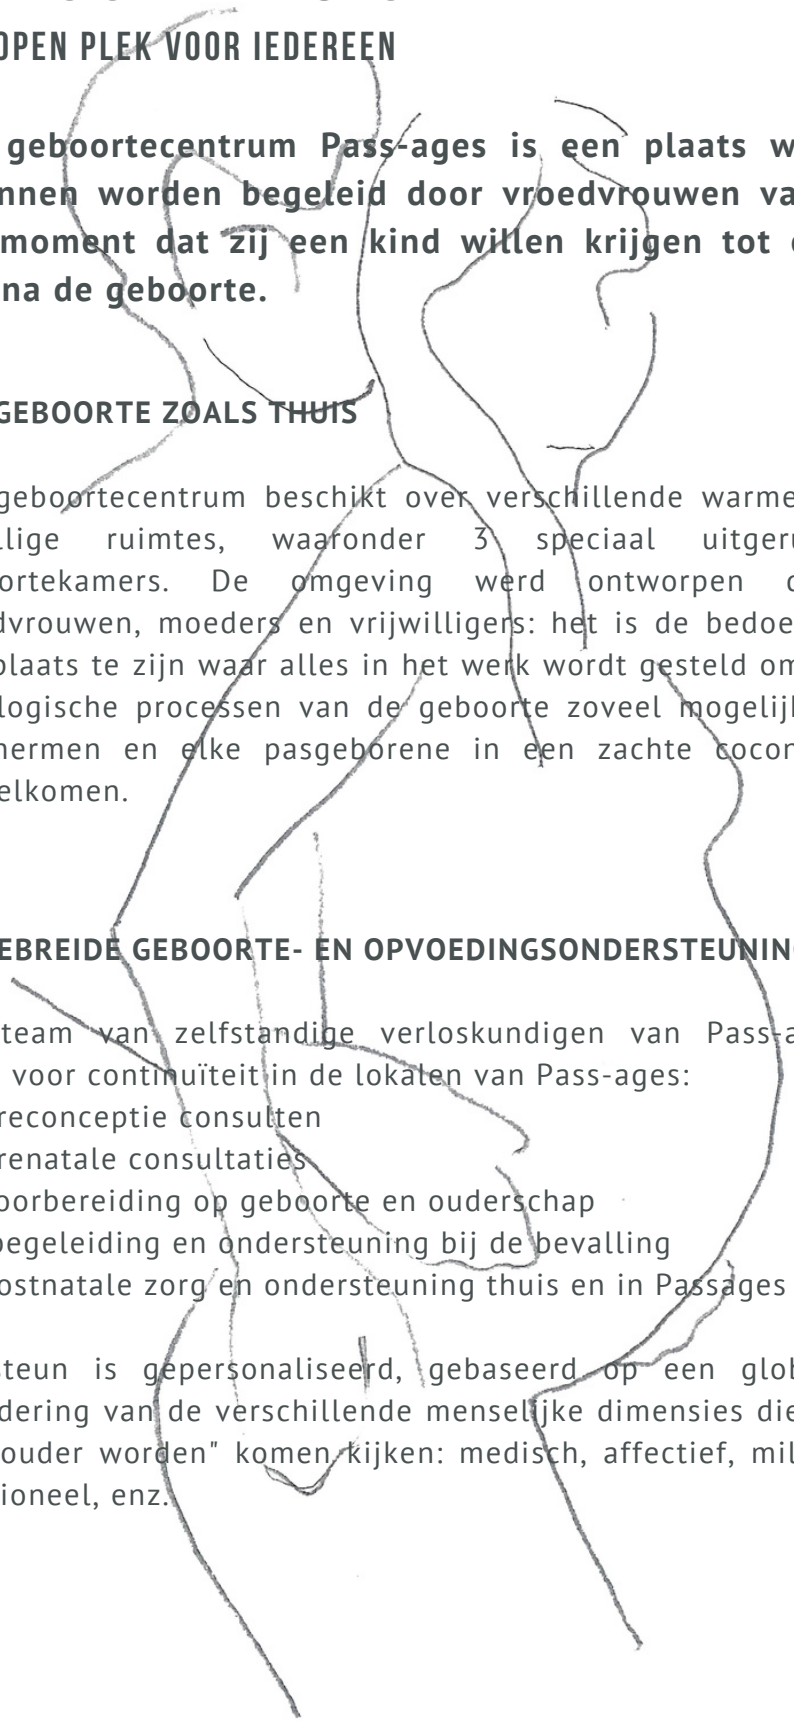 OPEN PLEK VOOR IEDEREEN
geboortecentrum Pass-ages is een plaats w
nnen worden begeleid door vroedvrouwen va
moment dat zij een kind willen krijgen tot
na de geboorte.
GEBOORTE ZOALS THUIS
geboortecentrum beschikt over verschillende warme
llige ruimtes, waaronder 3 speciaal uitgeru
ortekamers. De omgeving werd ontworpen
dvrouwen, moeders en vrijwilligers: het is de bedoe
plaats te zijn waar alles in het werk wordt gesteld om
logische processen van de geboorte zoveel mogelijk
hermen en elke pasgeborene in een zachte cocon
elkomen.
EBREIDE GEBOORTE- EN OPVOEDINGSONDERSTEUNING
team van zelfstandige verloskundigen van Pass-a
voor continuïteit in de lokalen van Pass-ages:
reconceptie consulten
renatale consultaties
oorbereiding op geboorte en ouderschap
begeleiding en ondersteuning bij de bevalling
ostnatale zorg en ondersteuning thuis en in Passages
steun is gepersonaliseerd, gebaseerd op een glob
dering van de verschillende menselijke dimensies die
ouder worden" komen kijken: medisch, affectief, mil
ioneel, enz.